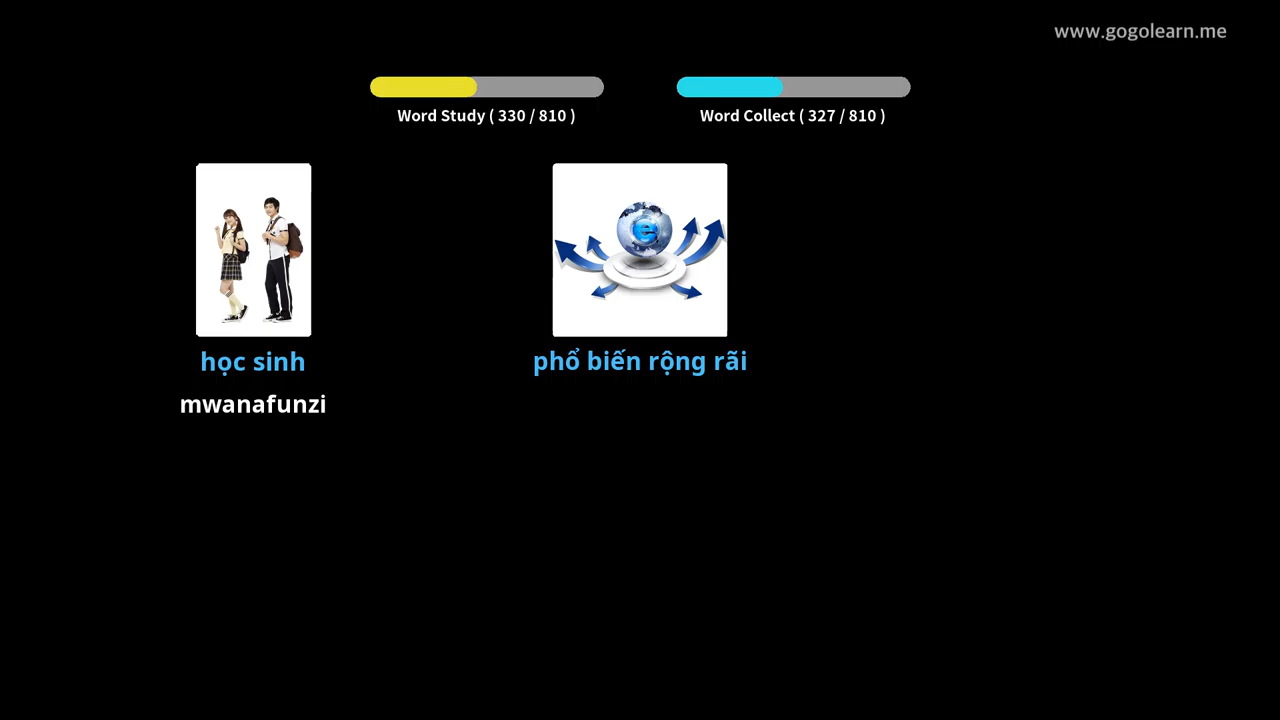 www.gogolearn.me
Word Study ( 330 / 810 )
Word Collect ( 327 / 810 )
học sinh
mwanafunzi
phổ biến rộng rãi